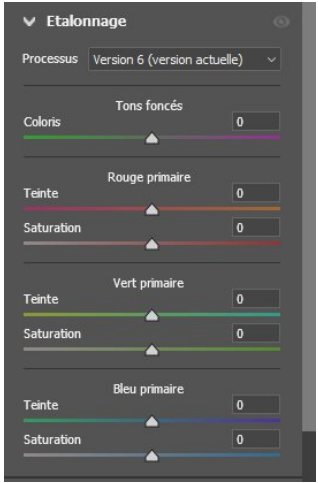 Etalonnage
Processus Version 6 (version actuelle)
Tons foncés
Coloris 0
Rouge primaire
Teinte 0
Saturation 0
Vert primaire
Teinte 0
Saturation 0
Bleu primaire
Teinte 0
Saturation 0